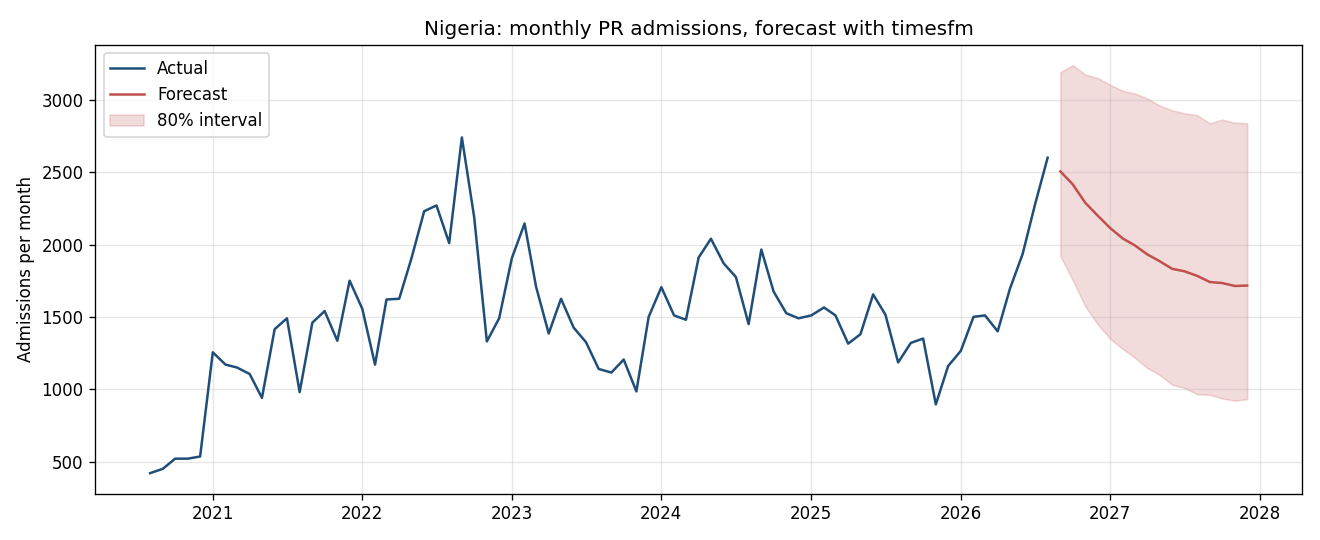 Nigeria: monthly PR admissions, forecast with timesfm
Actual
Forecast
80% interval
Admissions per month
3000
2500
2000
1500
1000
500
2021 2022 2023 2024 2025 2026 2027 2028